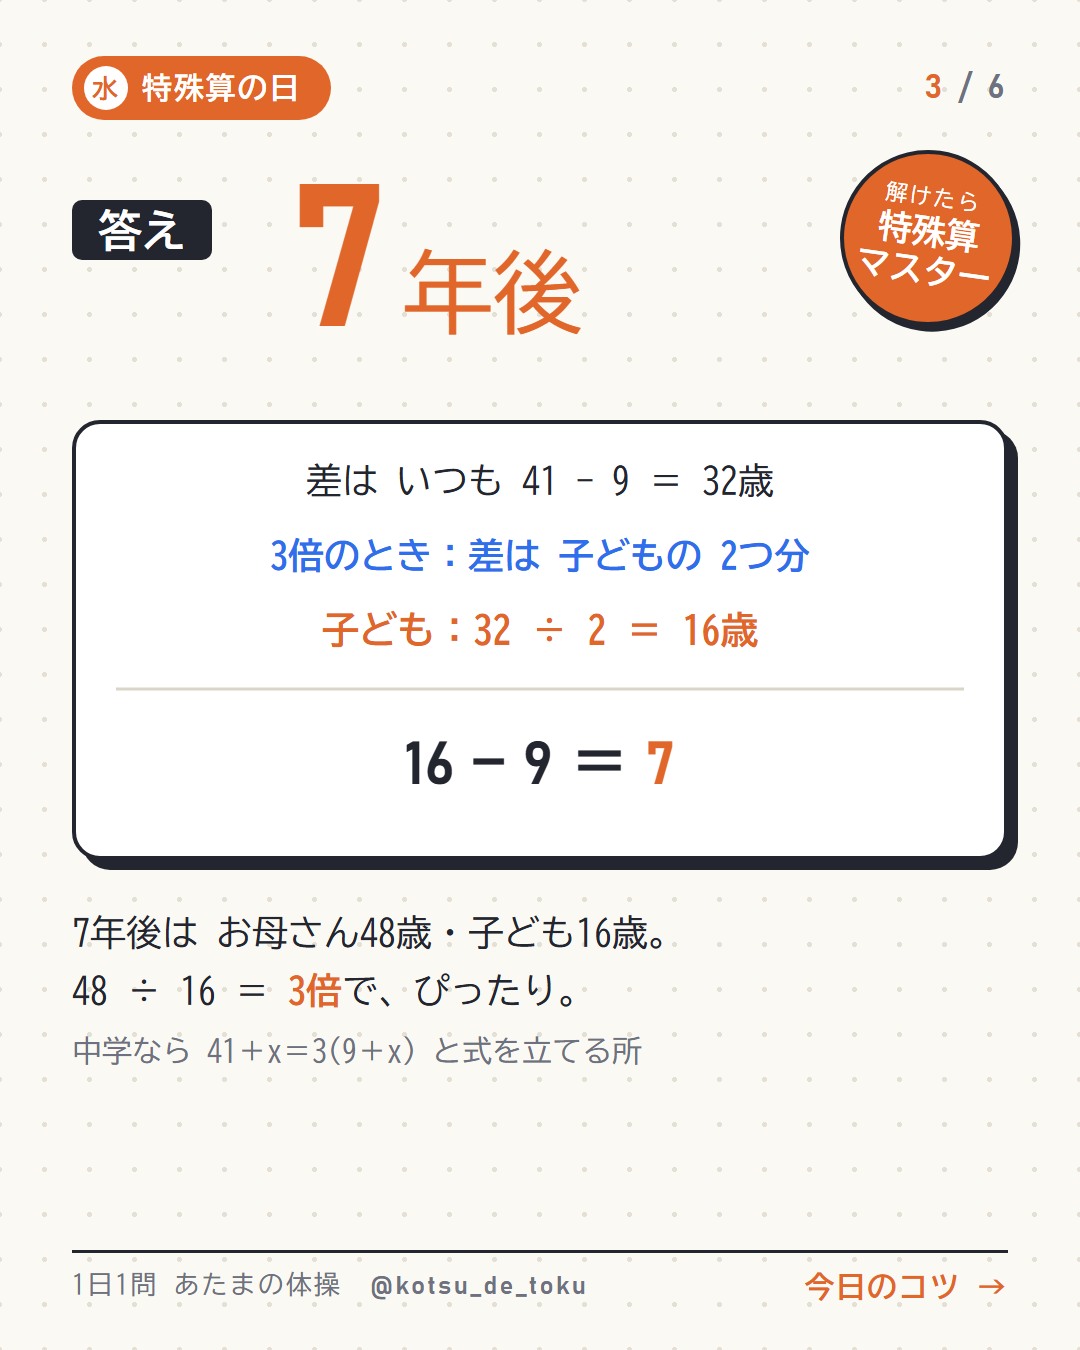 水 特殊算の日
3 / 6
答え
7年後
解けたら
特殊算
マスター
差は いつも 41 − 9 ＝ 32歳
3倍のとき：差は 子どもの 2つ分
子ども：32 ÷ 2 ＝ 16歳
16 − 9 ＝ 7
7年後は お母さん48歳・子ども16歳。
48 ÷ 16 ＝ 3倍で、ぴったり。
中学なら 41＋x＝3(9＋x) と式を立てる所
1日1問 あたまの体操 @kotsu_de_toku
今日のコツ →